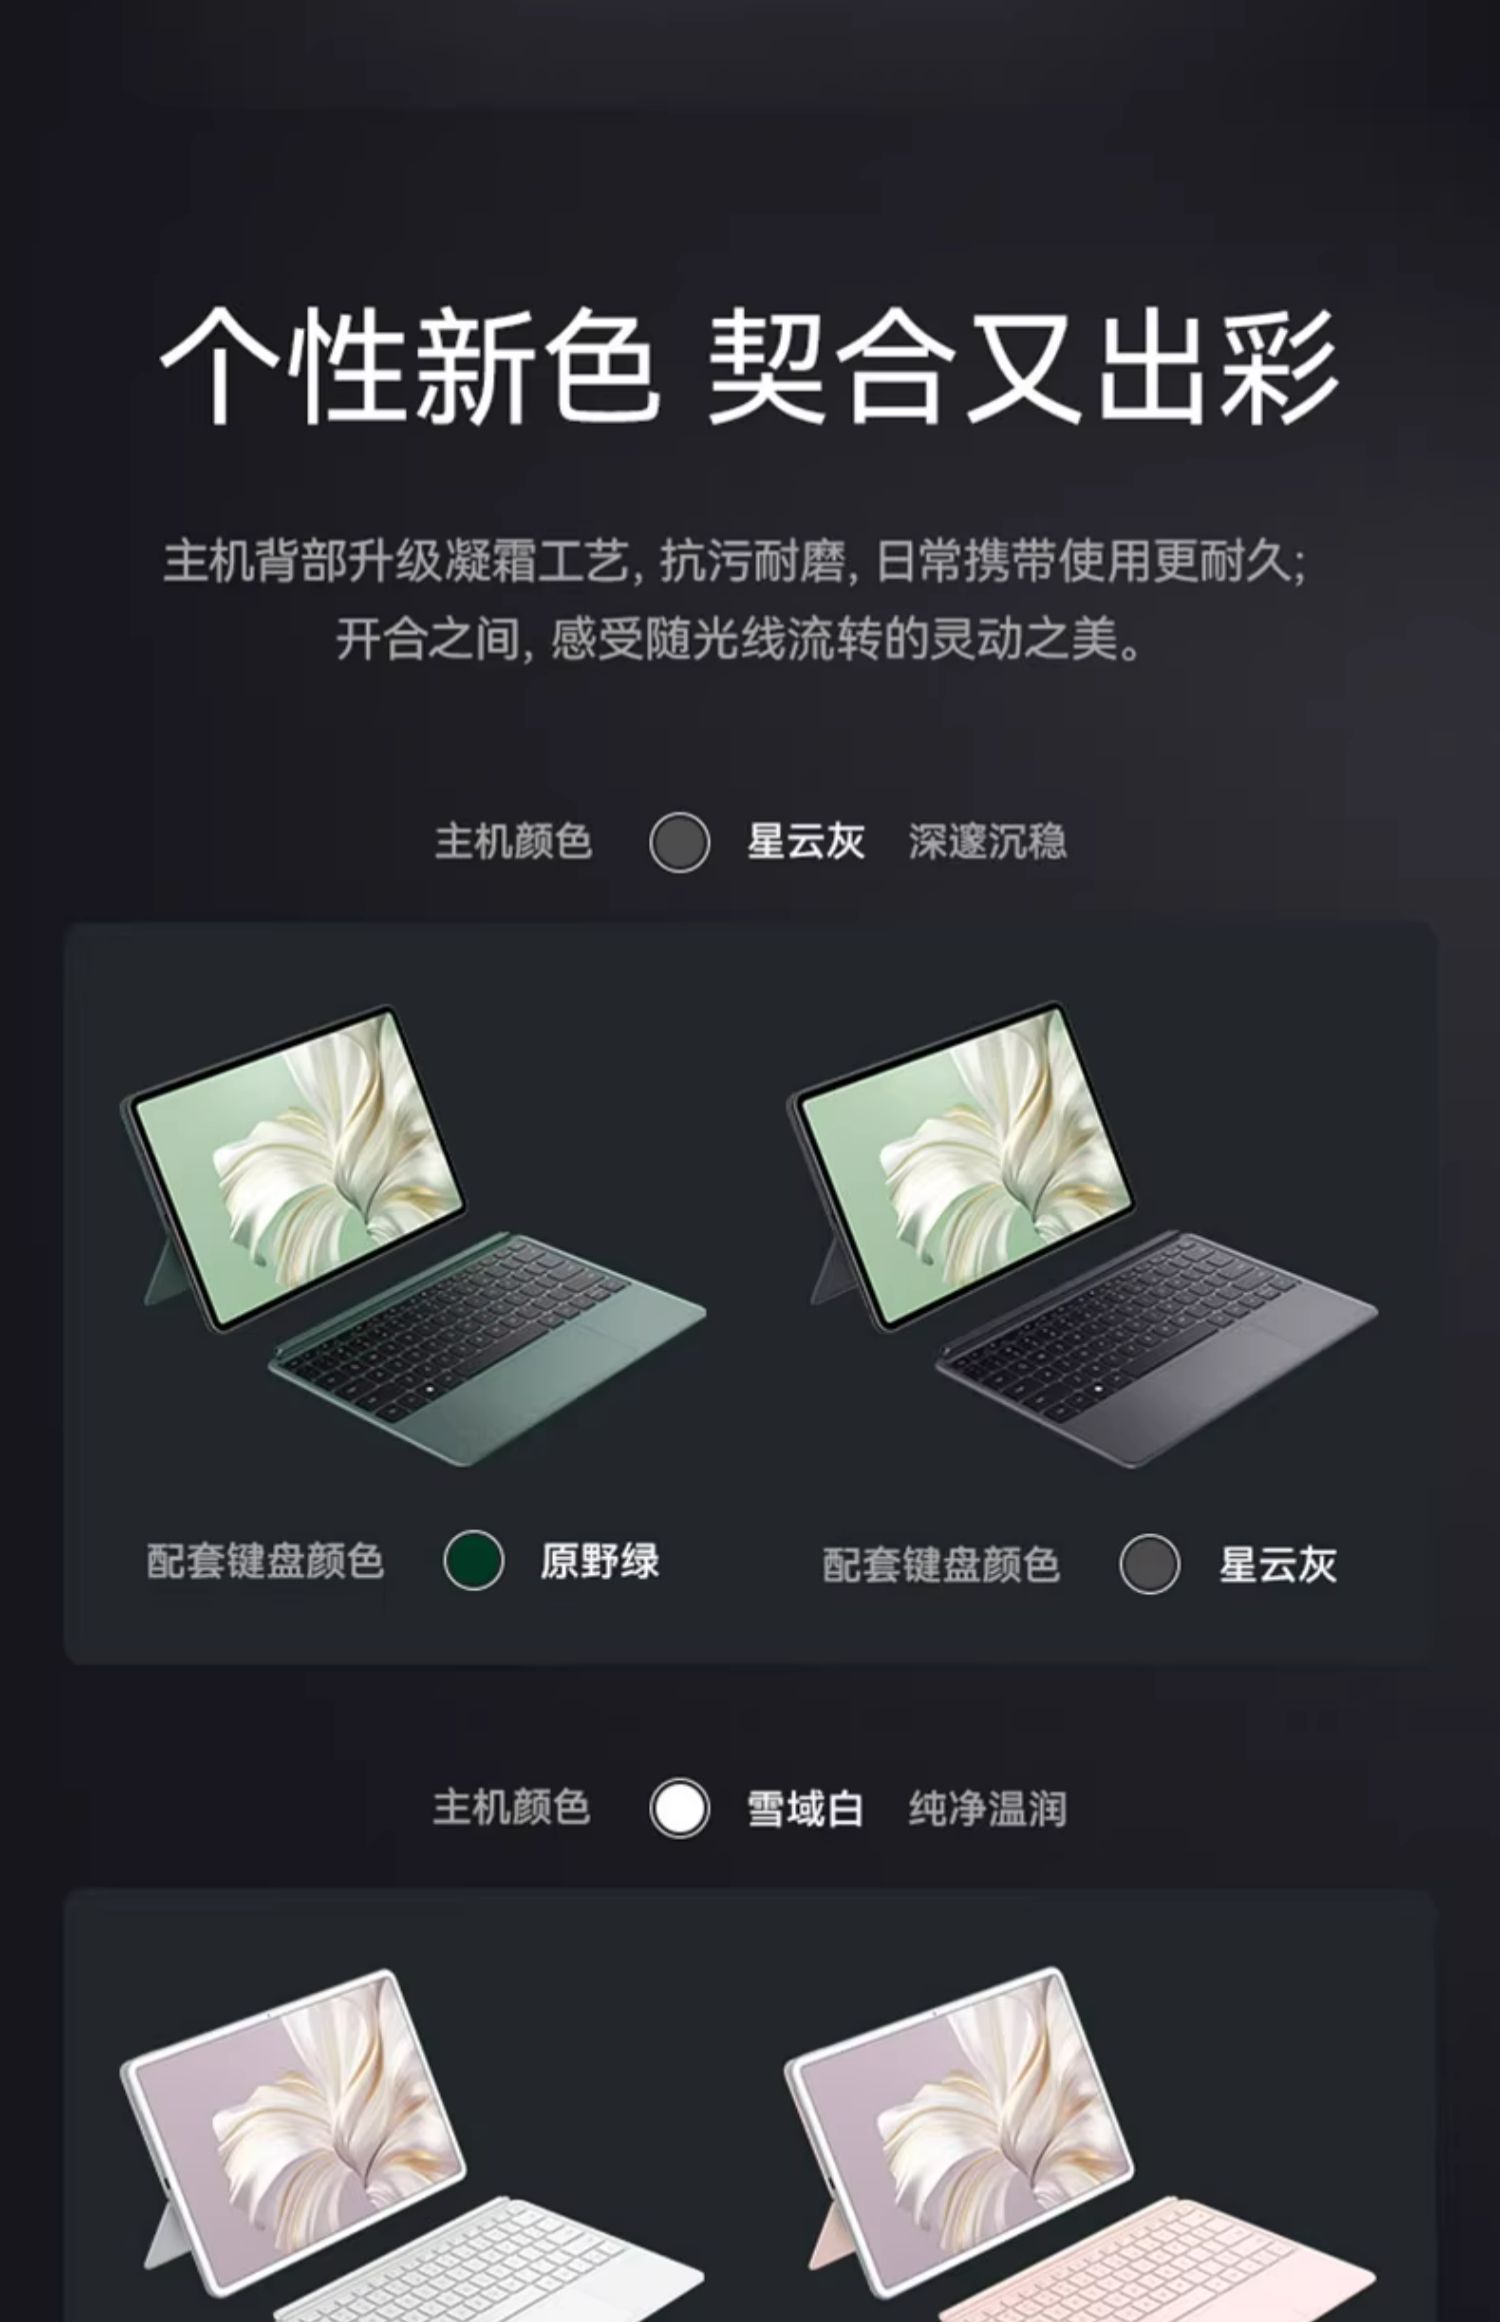 个性新色 契合又出彩
主机背部升级凝霜工艺, 抗污耐磨, 日常携带使用更耐久;
开合之间, 感受随光线流转的灵动之美。
主机颜色 星云灰 深邃沉稳
配套键盘颜色 原野绿 配套键盘颜色 星云灰
主机颜色 雪域白 纯净温润